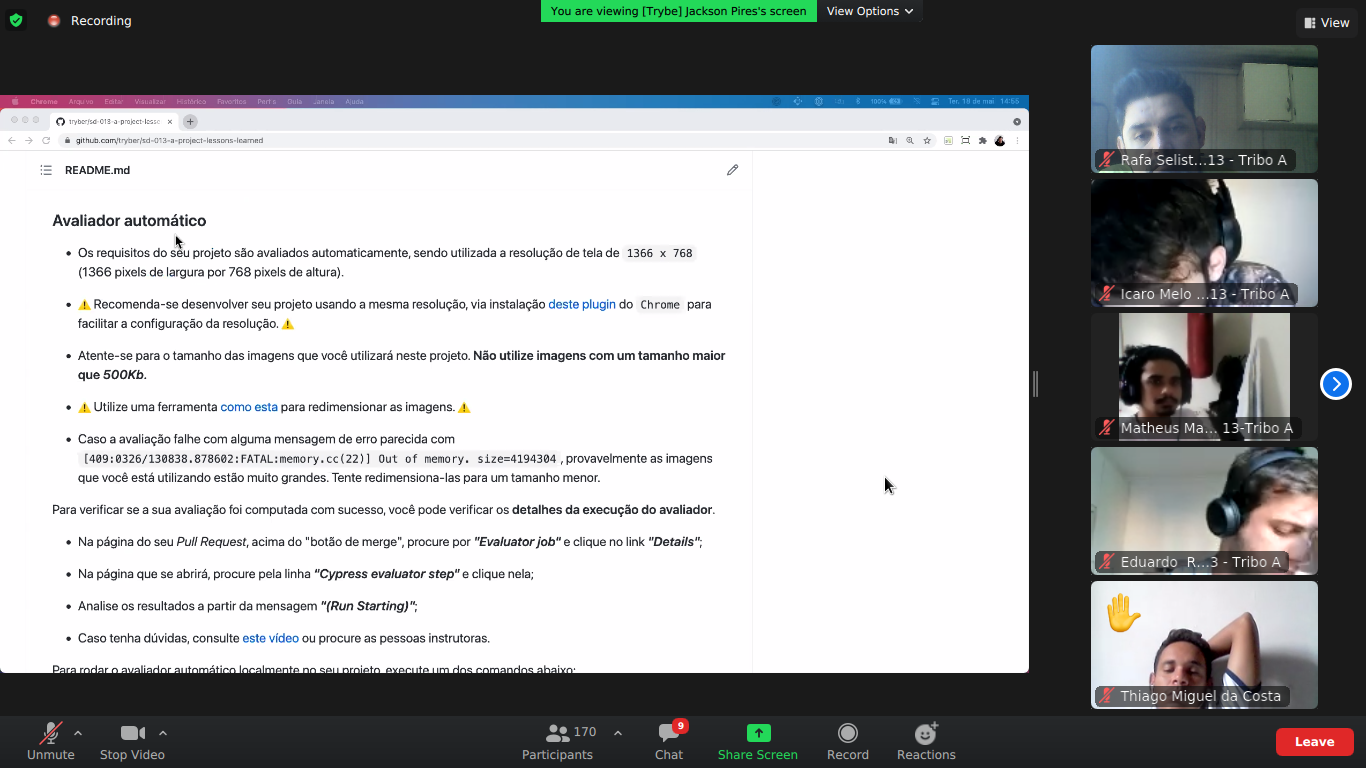 Recording
You are viewing [Trybe] Jackson Pires's screen
View Options
View
Chrome Arquivo Editar Visualizar Histórico Favoritos Perfis Guia Janela Ajuda
100%
Ter. 18 de mai 14:55
tryber/sd-013-a-project-lesso
github.com/tryber/sd-013-a-project-lessons-learned
README.md
Avaliador automático
Os requisitos do seu projeto são avaliados automaticamente, sendo utilizada a resolução de tela de 1366 x 768
(1366 pixels de largura por 768 pixels de altura).
⚠️ Recomenda-se desenvolver seu projeto usando a mesma resolução, via instalação deste plugin do Chrome para
facilitar a configuração da resolução. ⚠️
Atente-se para o tamanho das imagens que você utilizará neste projeto. Não utilize imagens com um tamanho maior
que 500Kb.
⚠️ Utilize uma ferramenta como esta para redimensionar as imagens. ⚠️
Caso a avaliação falhe com alguma mensagem de erro parecida com
[409:0326/130838.878602:FATAL:memory.cc(22)] Out of memory. size=4194304 , provavelmente as imagens
que você está utilizando estão muito grandes. Tente redimensiona-las para um tamanho menor.
Para verificar se a sua avaliação foi computada com sucesso, você pode verificar os detalhes da execução do avaliador.
Na página do seu Pull Request, acima do "botão de merge", procure por "Evaluator job" e clique no link "Details";
Na página que se abrirá, procure pela linha "Cypress evaluator step" e clique nela;
Analise os resultados a partir da mensagem "(Run Starting)";
Caso tenha dúvidas, consulte este vídeo ou procure as pessoas instrutoras.
Para rodar o avaliador automático localmente no seu projeto, execute um dos comandos abaixo:
Rafa Selist...13 - Tribo A
Icaro Melo ...13 - Tribo A
Matheus Ma... 13-Tribo A
Eduardo R...3 - Tribo A
Thiago Miguel da Costa
Unmute
Stop Video
170
Participants
9
Chat
Share Screen
Record
Reactions
Leave